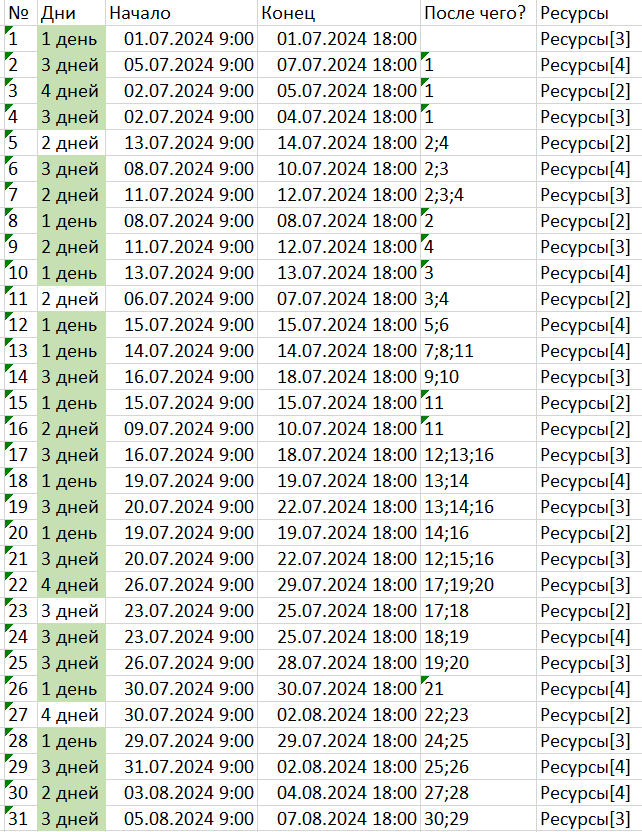 № Дни Начало Конец После чего? Ресурсы
1 1 день 01.07.2024 9:00 01.07.2024 18:00 Ресурсы[3]
2 3 дней 05.07.2024 9:00 07.07.2024 18:00 1 Ресурсы[4]
3 4 дней 02.07.2024 9:00 05.07.2024 18:00 1 Ресурсы[2]
4 3 дней 02.07.2024 9:00 04.07.2024 18:00 1 Ресурсы[3]
5 2 дней 13.07.2024 9:00 14.07.2024 18:00 2;4 Ресурсы[2]
6 3 дней 08.07.2024 9:00 10.07.2024 18:00 2;3 Ресурсы[4]
7 2 дней 11.07.2024 9:00 12.07.2024 18:00 2;3;4 Ресурсы[3]
8 1 день 08.07.2024 9:00 08.07.2024 18:00 2 Ресурсы[2]
9 2 дней 11.07.2024 9:00 12.07.2024 18:00 4 Ресурсы[3]
10 1 день 13.07.2024 9:00 13.07.2024 18:00 3 Ресурсы[4]
11 2 дней 06.07.2024 9:00 07.07.2024 18:00 3;4 Ресурсы[2]
12 1 день 15.07.2024 9:00 15.07.2024 18:00 5;6 Ресурсы[4]
13 1 день 14.07.2024 9:00 14.07.2024 18:00 7;8;11 Ресурсы[4]
14 3 дней 16.07.2024 9:00 18.07.2024 18:00 9;10 Ресурсы[3]
15 1 день 15.07.2024 9:00 15.07.2024 18:00 11 Ресурсы[2]
16 2 дней 09.07.2024 9:00 10.07.2024 18:00 11 Ресурсы[2]
17 3 дней 16.07.2024 9:00 18.07.2024 18:00 12;13;16 Ресурсы[3]
18 1 день 19.07.2024 9:00 19.07.2024 18:00 13;14 Ресурсы[4]
19 3 дней 20.07.2024 9:00 22.07.2024 18:00 13;14;16 Ресурсы[3]
20 1 день 19.07.2024 9:00 19.07.2024 18:00 14;16 Ресурсы[2]
21 3 дней 20.07.2024 9:00 22.07.2024 18:00 12;15;16 Ресурсы[3]
22 4 дней 26.07.2024 9:00 29.07.2024 18:00 17;19;20 Ресурсы[3]
23 3 дней 23.07.2024 9:00 25.07.2024 18:00 17;18 Ресурсы[2]
24 3 дней 23.07.2024 9:00 25.07.2024 18:00 18;19 Ресурсы[4]
25 3 дней 26.07.2024 9:00 28.07.2024 18:00 19;20 Ресурсы[3]
26 1 день 30.07.2024 9:00 30.07.2024 18:00 21 Ресурсы[4]
27 4 дней 30.07.2024 9:00 02.08.2024 18:00 22;23 Ресурсы[2]
28 1 день 29.07.2024 9:00 29.07.2024 18:00 24;25 Ресурсы[3]
29 3 дней 31.07.2024 9:00 02.08.2024 18:00 25;26 Ресурсы[4]
30 2 дней 03.08.2024 9:00 04.08.2024 18:00 27;28 Ресурсы[4]
31 3 дней 05.08.2024 9:00 07.08.2024 18:00 30;29 Ресурсы[3]